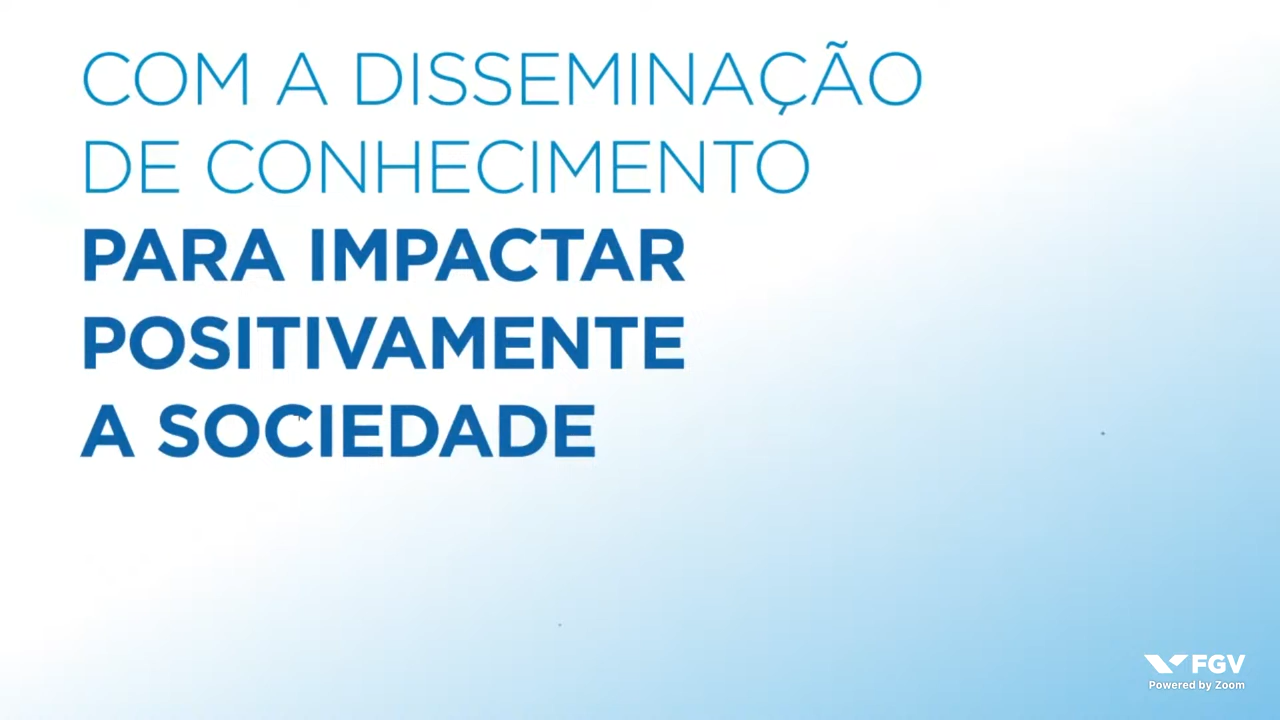 COM A DISSEMINAÇÃO
DE CONHECIMENTO
PARA IMPACTAR
POSITIVAMENTE
A SOCIEDADE
FGV
Powered by Zoom